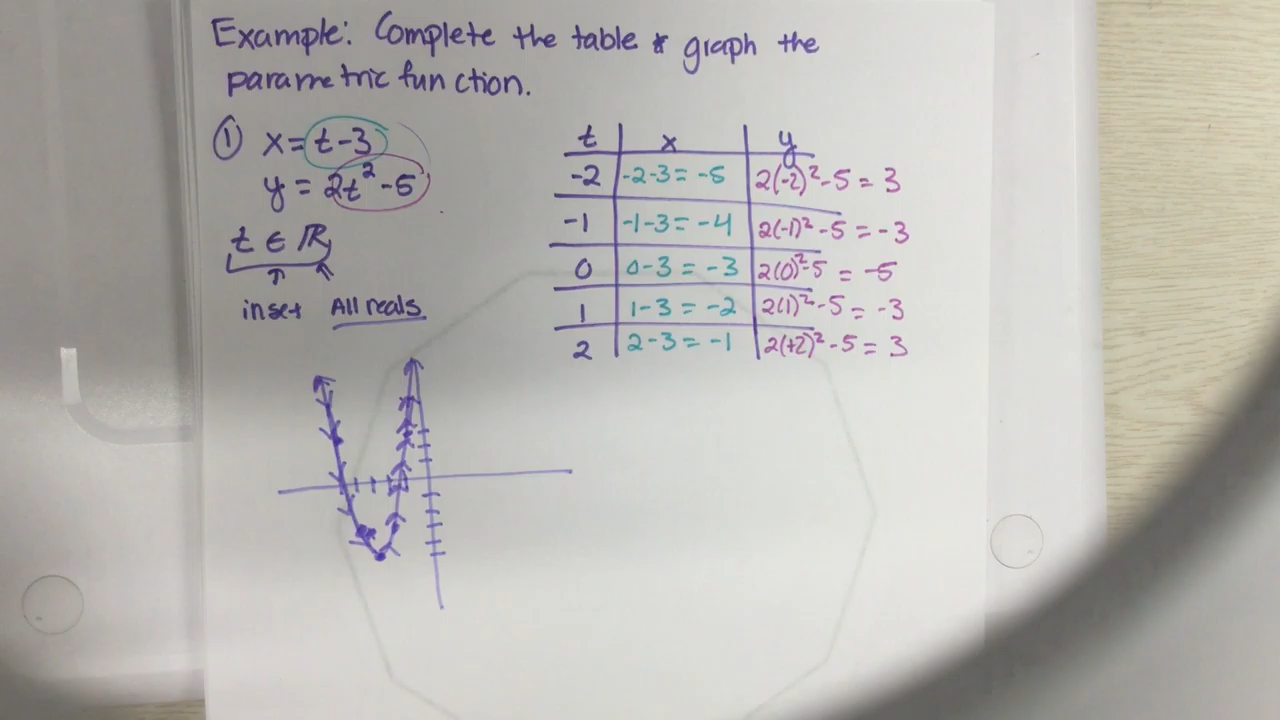 Example: Complete the table & graph the
parametric function.
① x = t - 3
y = 2t² - 5
t ∈ ℝ
in set All reals
t x y
-2 -2-3 = -5 2(-2)² - 5 = 3
-1 -1-3 = -4 2(-1)² - 5 = -3
0 0-3 = -3 2(0)² - 5 = -5
1 1-3 = -2 2(1)² - 5 = -3
2 2-3 = -1 2(+2)² - 5 = 3